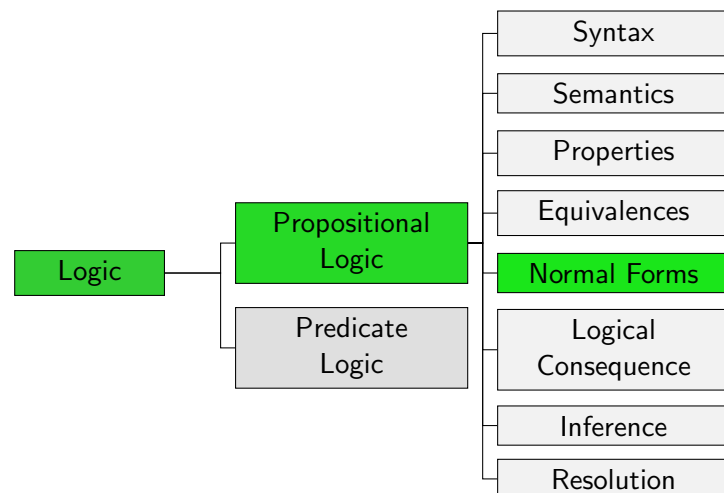 Logic
Propositional
Logic
Predicate
Logic
Syntax
Semantics
Properties
Equivalences
Normal Forms
Logical
Consequence
Inference
Resolution